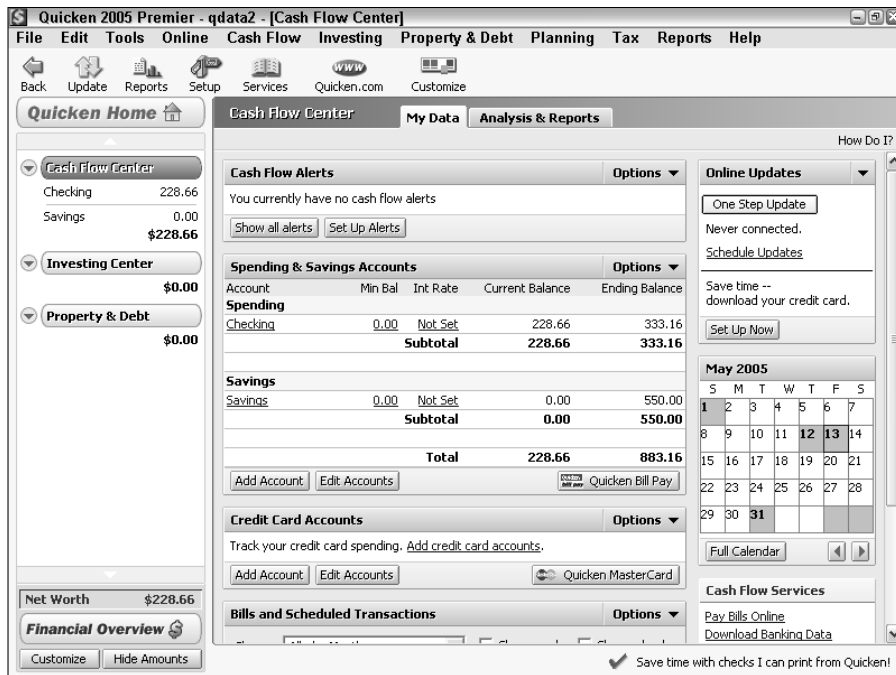 Quicken 2005 Premier - qdata2 - [Cash Flow Center]
File Edit Tools Online Cash Flow Investing Property & Debt Planning Tax Reports Help
Back Update Reports Setup Services Quicken.com Customize
Quicken Home
Cash Flow Center
Checking 228.66
Savings 0.00
$228.66
Investing Center
$0.00
Property & Debt
$0.00
Net Worth $228.66
Financial Overview
Customize Hide Amounts
Cash Flow Center My Data Analysis & Reports
How Do I?
Cash Flow Alerts Options
You currently have no cash flow alerts
Show all alerts Set Up Alerts
Spending & Savings Accounts Options
Account Min Bal Int Rate Current Balance Ending Balance
Spending
Checking 0.00 Not Set 228.66 333.16
Subtotal 228.66 333.16
Savings
Savings 0.00 Not Set 0.00 550.00
Subtotal 0.00 550.00
Total 228.66 883.16
Add Account Edit Accounts Quicken Bill Pay
Credit Card Accounts Options
Track your credit card spending. Add credit card accounts.
Add Account Edit Accounts Quicken MasterCard
Bills and Scheduled Transactions Options
Online Updates
One Step Update
Never connected.
Schedule Updates
Save time --
download your credit card.
Set Up Now
May 2005
S M T W T F S
1 2 3 4 5 6 7
8 9 10 11 12 13 14
15 16 17 18 19 20 21
22 23 24 25 26 27 28
29 30 31
Full Calendar
Cash Flow Services
Pay Bills Online
Download Banking Data
Save time with checks I can print from Quicken!